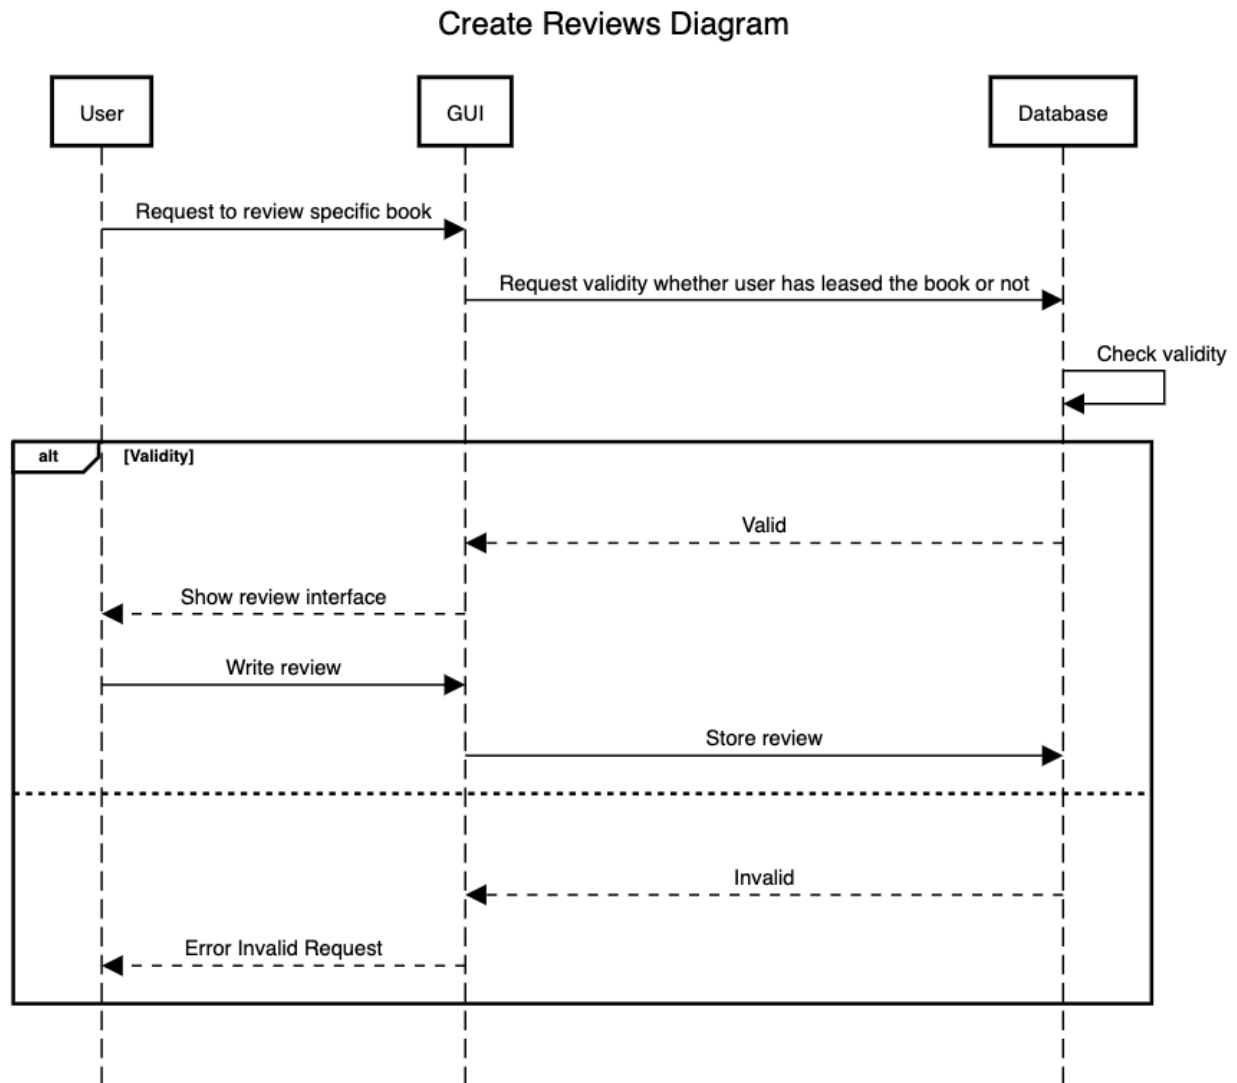 Create Reviews Diagram
User
GUI
Database
Request to review specific book
Request validity whether user has leased the book or not
Check validity
alt
[Validity]
Valid
Show review interface
Write review
Store review
Invalid
Error Invalid Request